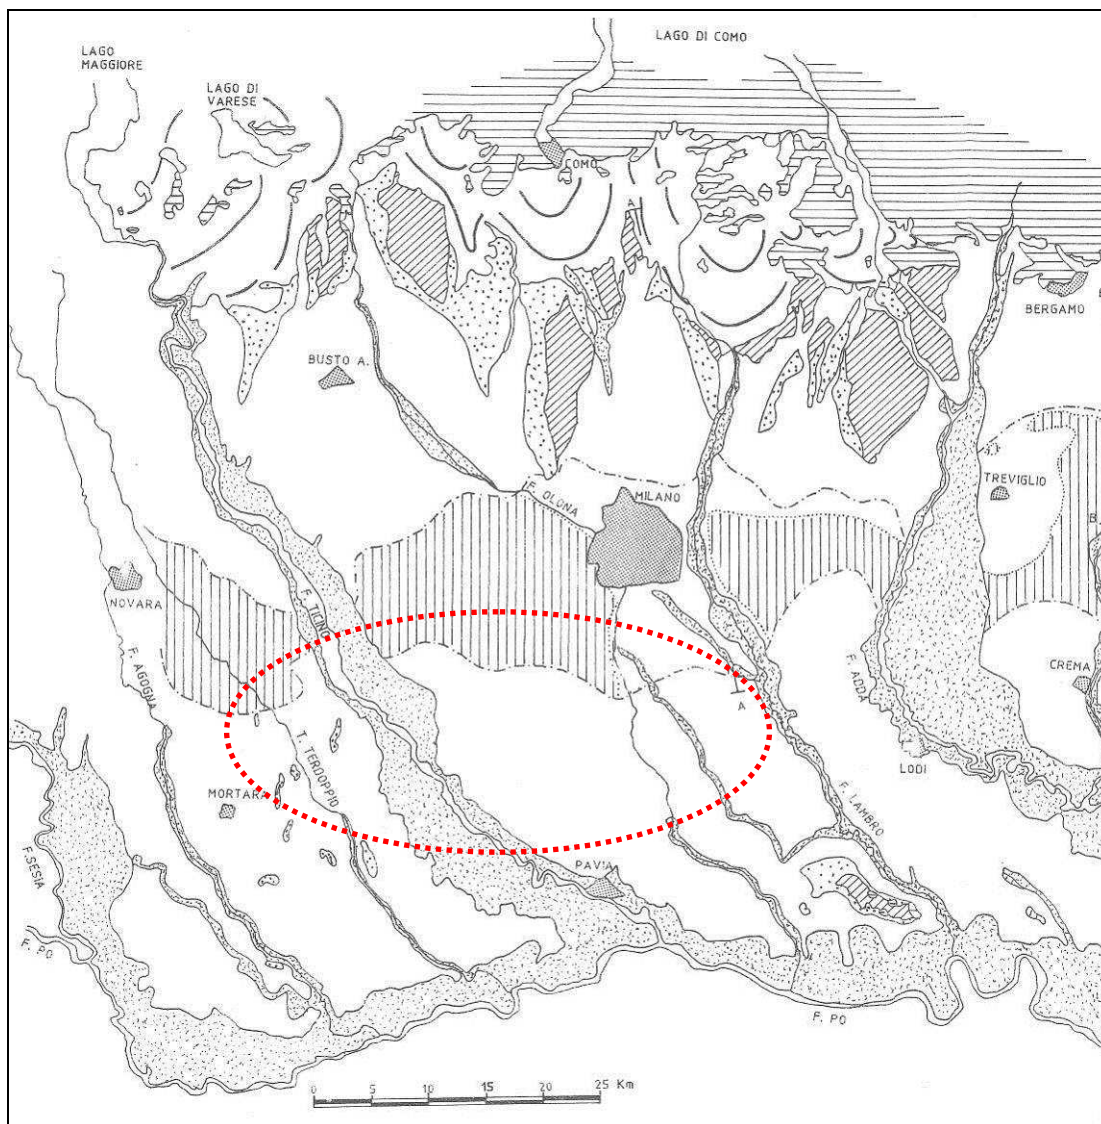 LAGO
MAGGIORE
LAGO DI
VARESE
LAGO DI COMO
COMO
A
B
BERGAMO
BUSTO A.
F. OLONA
MILANO
TREVIGLIO
B
NOVARA
F. TICINO
F. AGOGNA
F. ADDA
CREMA
A
T. TERDOPPIO
MORTARA
LODI
F. LAMBRO
F.SESIA
PAVIA
B
F. PO
F. PO
0 5 10 15 20 25 Km